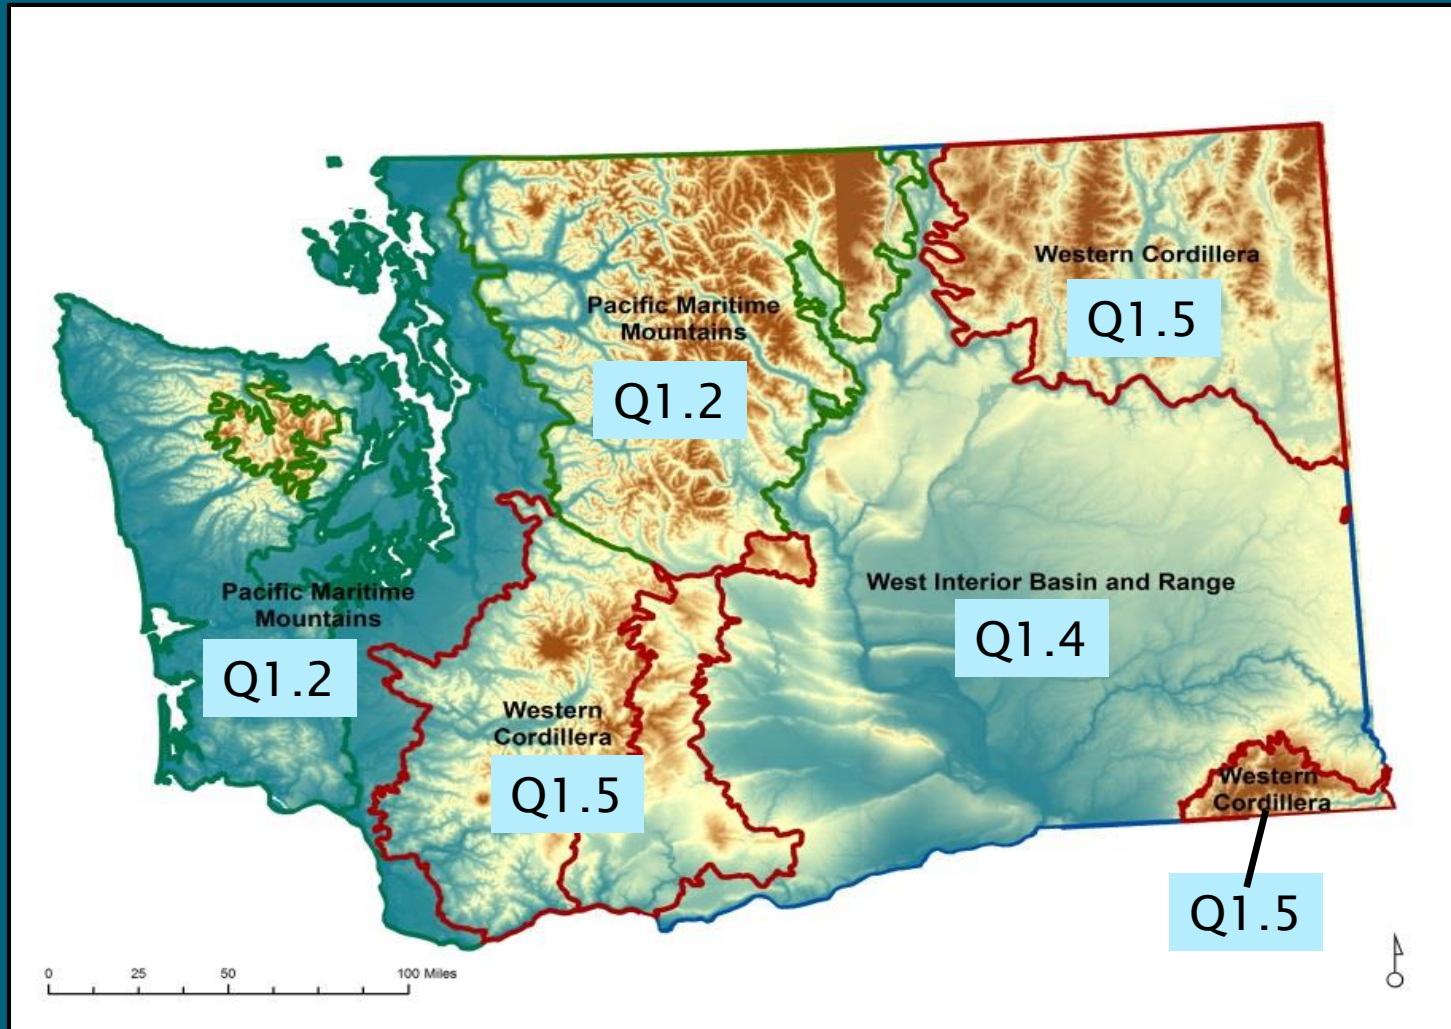 Western Cordillera
Q1.5
Pacific Maritime
Mountains
Q1.2
West Interior Basin and Range
Q1.4
Pacific Maritime
Mountains
Q1.2
Western
Cordillera
Q1.5
Western
Cordillera
Q1.5
0 25 50 100 Miles